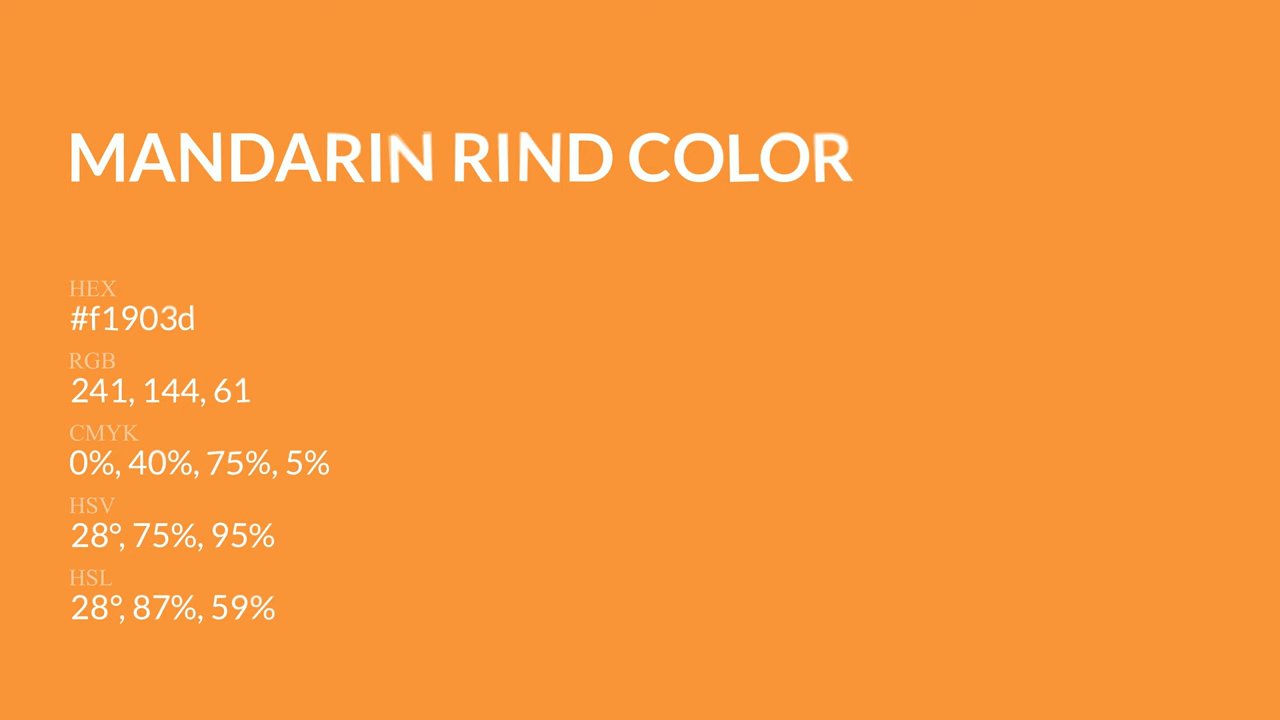 MANDARIN RIND COLOR
HEX
#f1903d
RGB
241, 144, 61
CMYK
0%, 40%, 75%, 5%
HSV
28°, 75%, 95%
HSL
28°, 87%, 59%